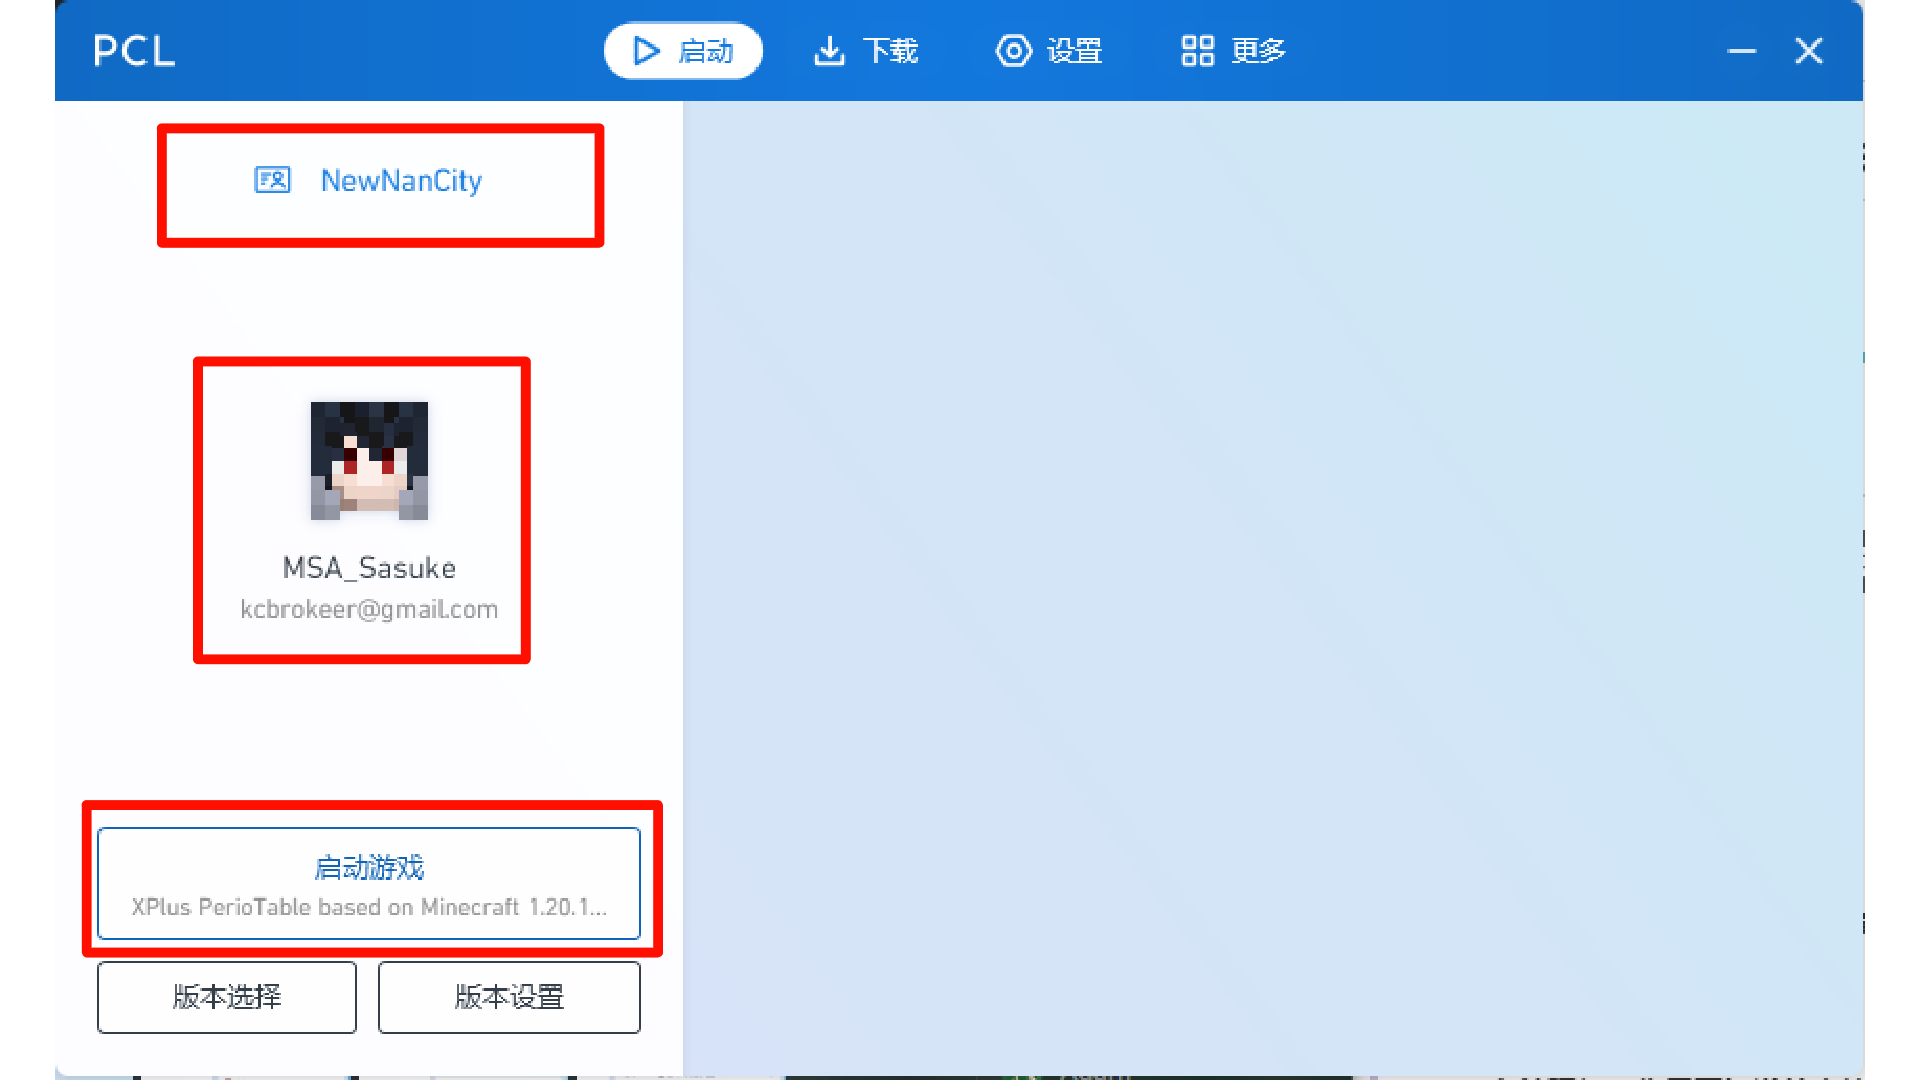 PCL
启动
下载
设置
更多
NewNanCity
MSA_Sasuke
kcbrokeer@gmail.com
启动游戏
XPlus PerioTable based on Minecraft 1.20.1...
版本选择
版本设置